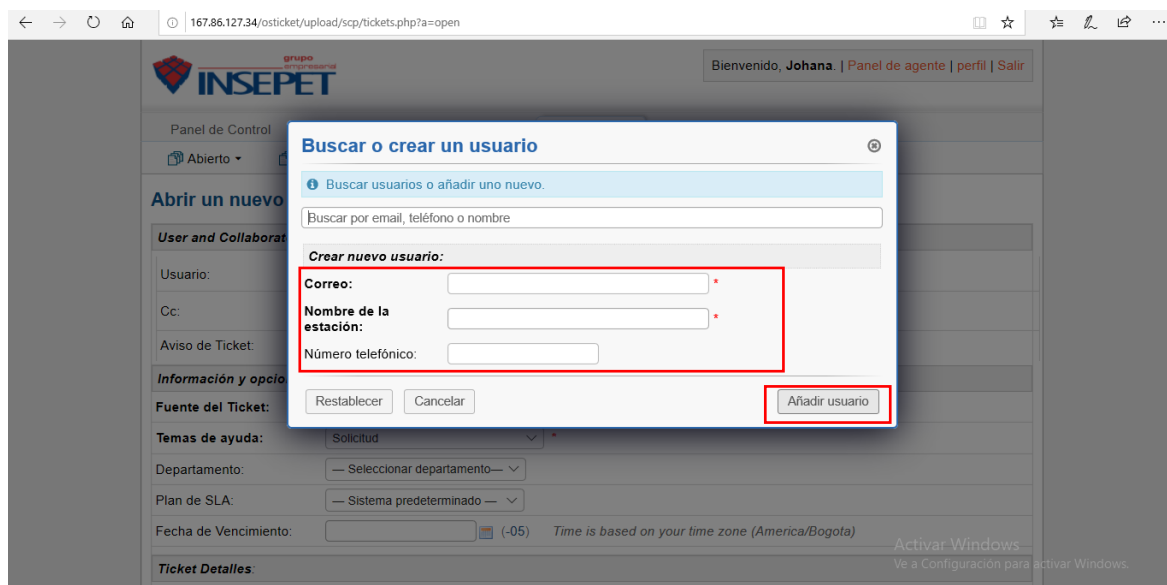 167.86.127.34/osticket/upload/scp/tickets.php?a=open
grupo
empresarial
INSEPET
Bienvenido, Johana. | Panel de agente | perfil | Salir
Panel de Control
Abierto
Abrir un nuevo
Buscar o crear un usuario
Buscar usuarios o añadir uno nuevo.
Buscar por email, teléfono o nombre
Crear nuevo usuario:
Correo: *
Nombre de la
estación: *
Número telefónico:
Restablecer Cancelar Añadir usuario
User and Collaborat
Usuario:
Cc:
Aviso de Ticket:
Información y opcio
Fuente del Ticket:
Temas de ayuda: Solicitud *
Departamento: — Seleccionar departamento—
Plan de SLA: — Sistema predeterminado —
Fecha de Vencimiento: (-05) Time is based on your time zone (America/Bogota)
Ticket Detalles:
Activar Windows
Ve a Configuración para activar Windows.